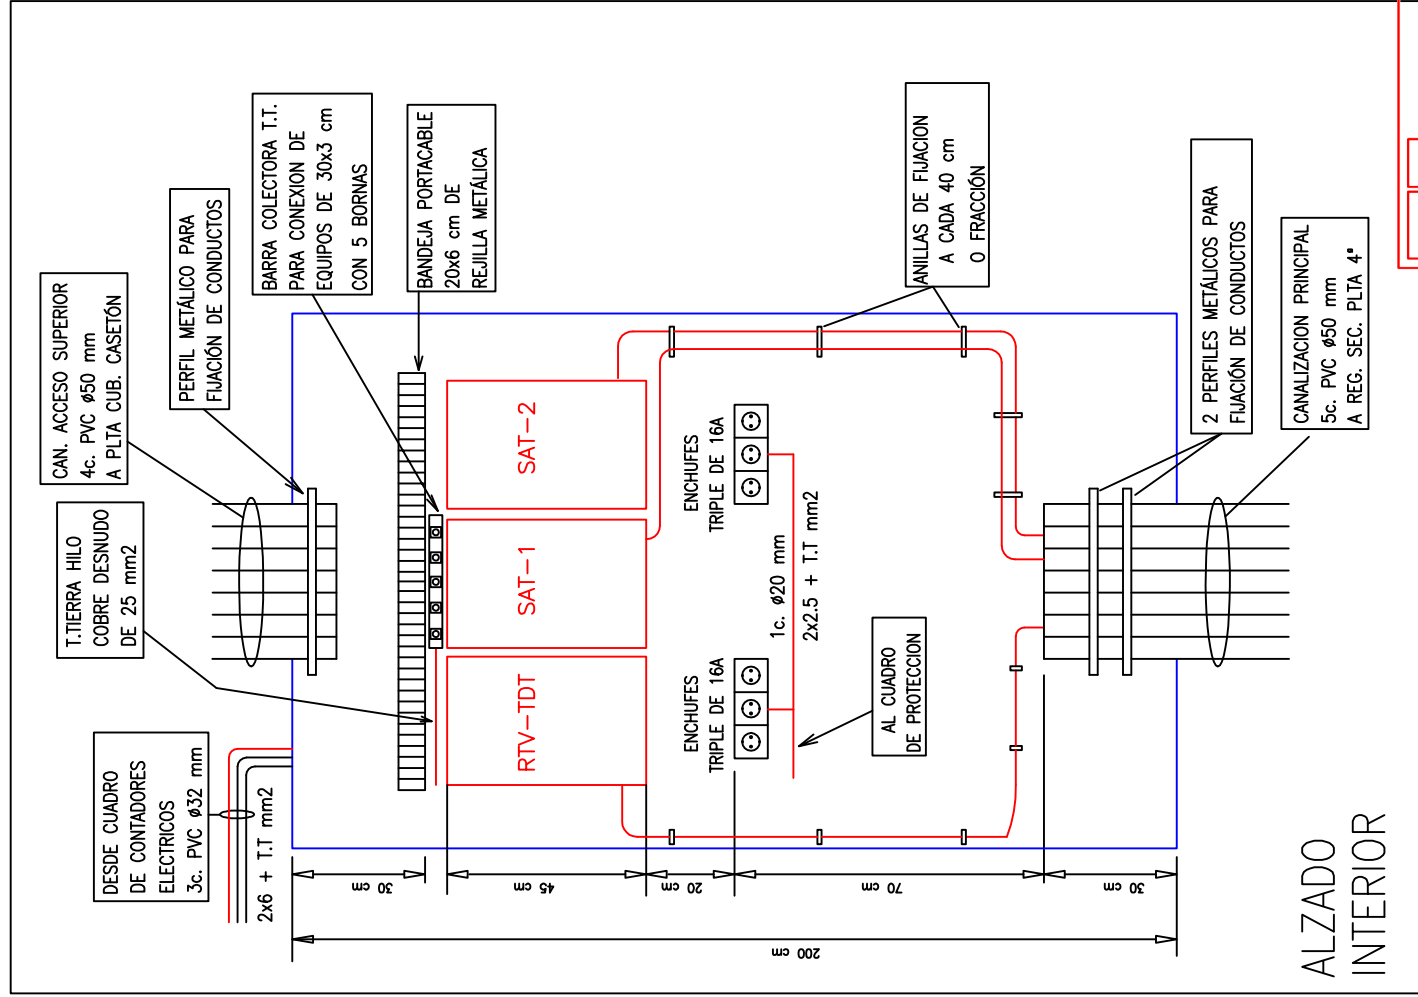 CAN. ACCESO SUPERIOR
4c. PVC ø50 mm
A PLTA CUB. CASETÓN
PERFIL METÁLICO PARA
FIJACIÓN DE CONDUCTOS
BARRA COLECTORA T.T.
PARA CONEXION DE
EQUIPOS DE 30x3 cm
CON 5 BORNAS
BANDEJA PORTACABLE
20x6 cm DE
REJILLA METÁLICA
ANILLAS DE FIJACION
A CADA 40 cm
O FRACCIÓN
2 PERFILES METÁLICOS PARA
FIJACIÓN DE CONDUCTOS
CANALIZACION PRINCIPAL
5c. PVC ø50 mm
A REG. SEC. PLTA 4ª
T.TIERRA HILO
COBRE DESNUDO
DE 25 mm2
DESDE CUADRO
DE CONTADORES
ELECTRICOS
3c. PVC ø32 mm
2x6 + T.T mm2
SAT-2
SAT-1
RTV-TDT
ENCHUFES
TRIPLE DE 16A
ENCHUFES
TRIPLE DE 16A
1c. ø20 mm
2x2.5 + T.T mm2
AL CUADRO
DE PROTECCION
30 cm
45 cm
20 cm
70 cm
30 cm
200 cm
ALZADO
INTERIOR